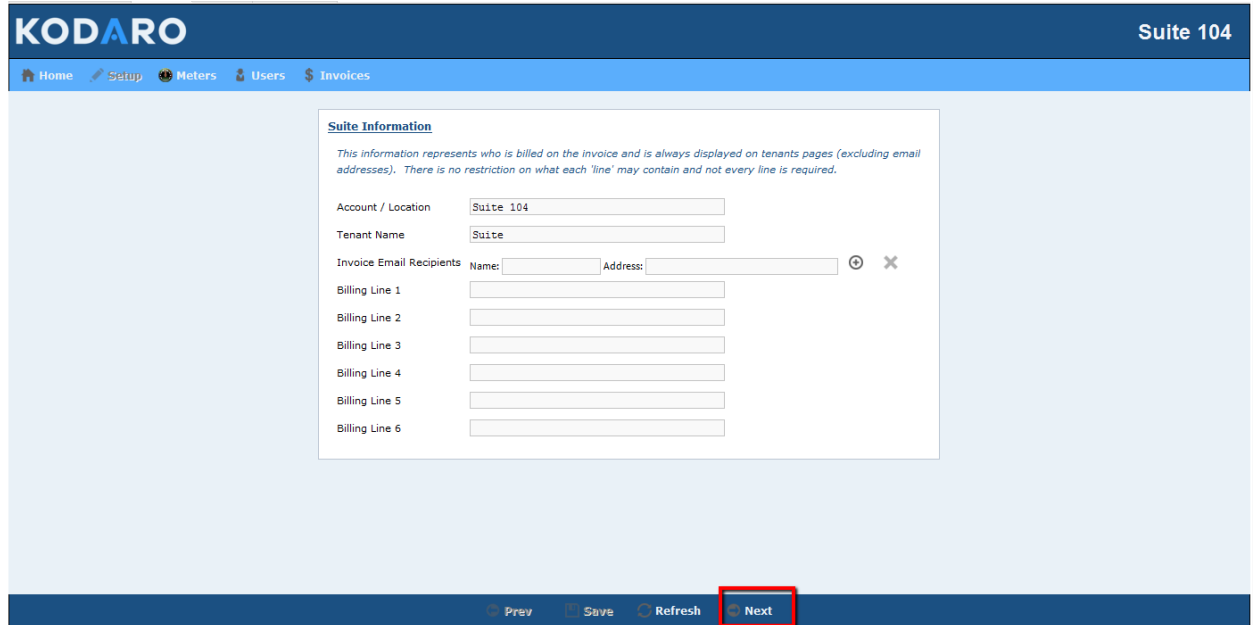 KODARO
Suite 104
Home Setup Meters Users $ Invoices
Suite Information
This information represents who is billed on the invoice and is always displayed on tenants pages (excluding email
addresses). There is no restriction on what each 'line' may contain and not every line is required.
Account / Location Suite 104
Tenant Name Suite
Invoice Email Recipients Name: Address:
Billing Line 1
Billing Line 2
Billing Line 3
Billing Line 4
Billing Line 5
Billing Line 6
Prev Save Refresh Next